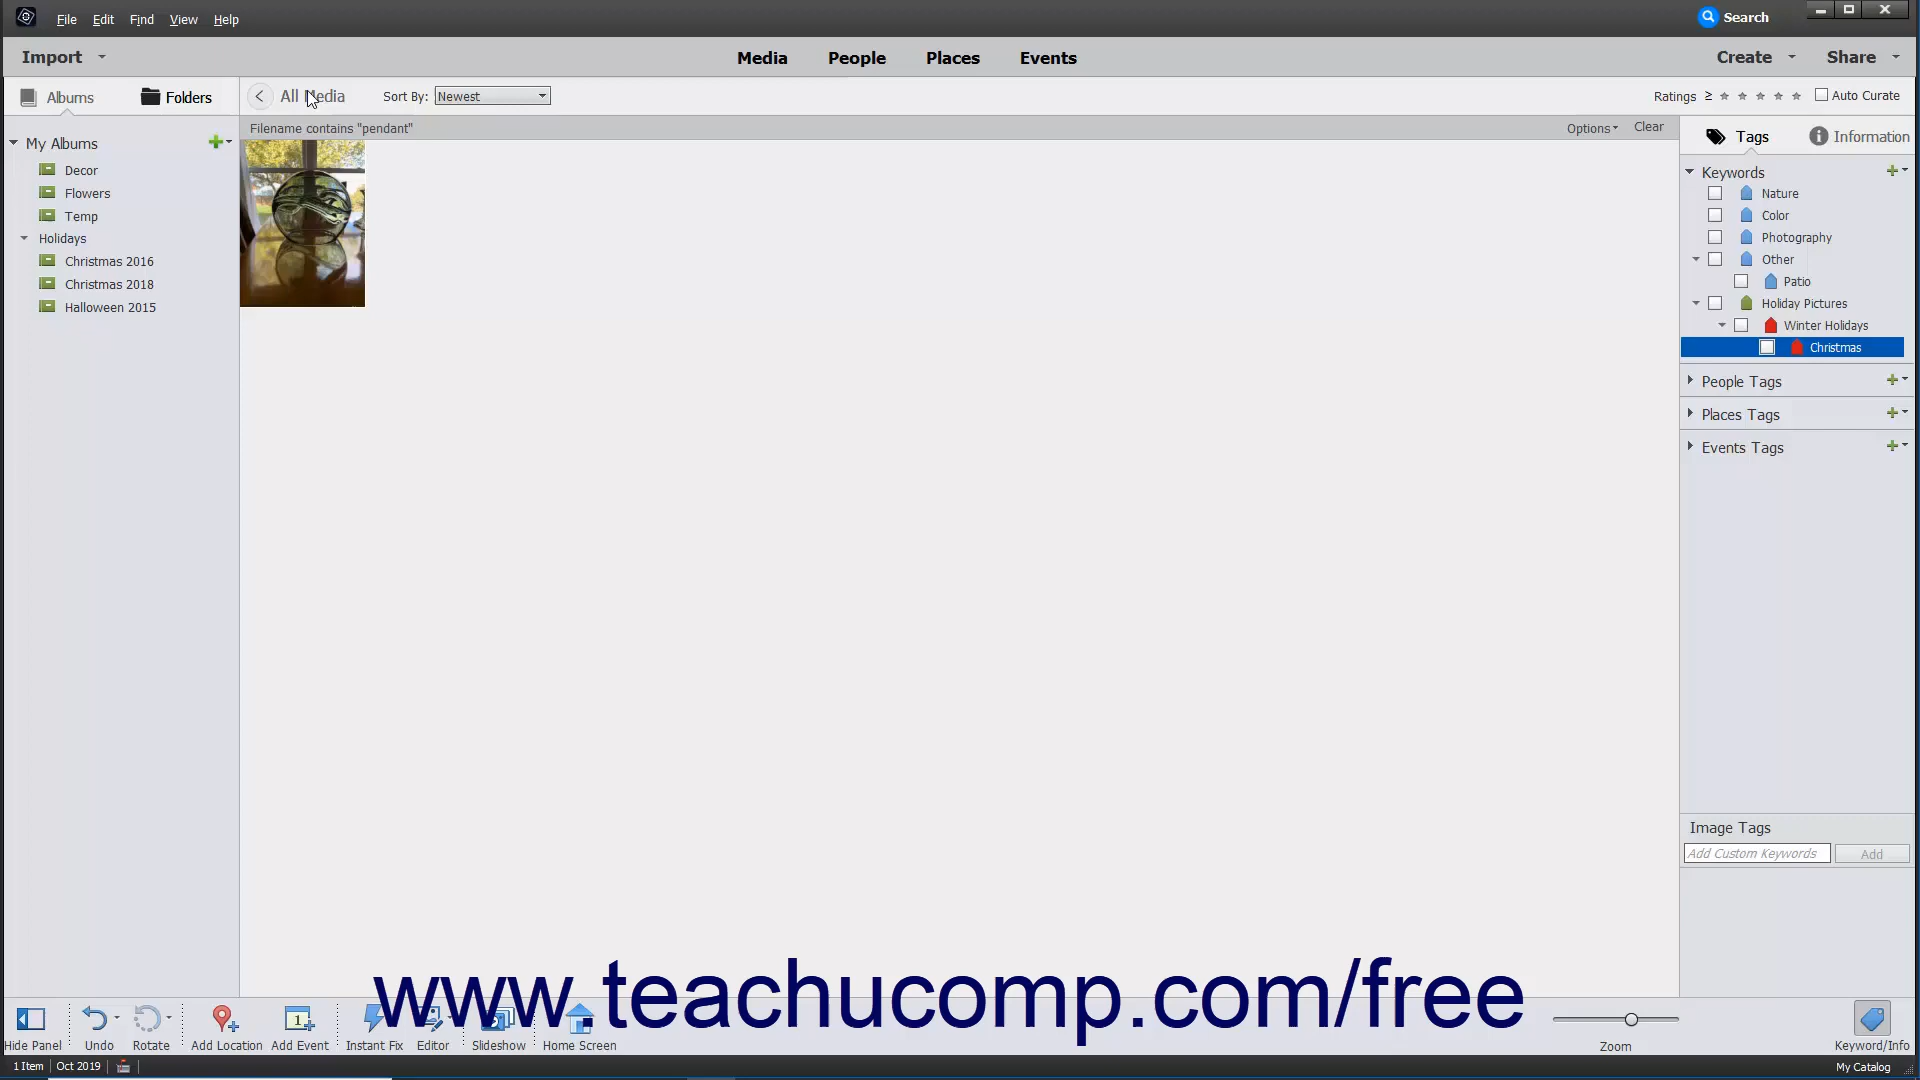 File Edit Find View Help
Search
Import
Media People Places Events
Create Share
Albums Folders
All Media Sort By: Newest
Ratings ≥ Auto Curate
Filename contains "pendant"
Options Clear
My Albums
Decor
Flowers
Temp
Holidays
Christmas 2016
Christmas 2018
Halloween 2015
Tags Information
Keywords
Nature
Color
Photography
Other
Patio
Holiday Pictures
Winter Holidays
Christmas
People Tags
Places Tags
Events Tags
Image Tags
Add Custom Keywords Add
www.teachucomp.com/free
Hide Panel Undo Rotate Add Location Add Event Instant Fix Editor Slideshow Home Screen
Zoom
Keyword/Info
1 Item Oct 2019
My Catalog